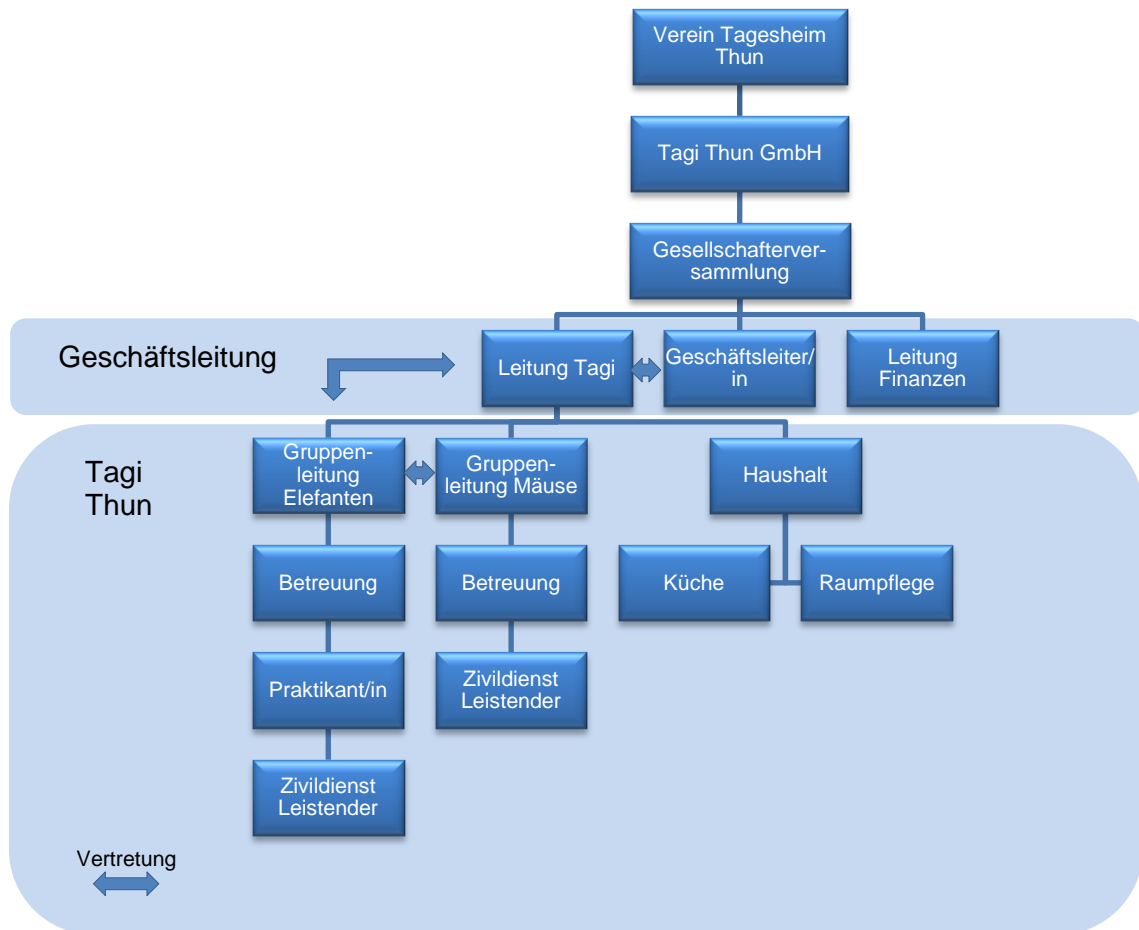 Verein Tagesheim
Thun
Tagi Thun GmbH
Gesellschafterver-
sammlung
Geschäftsleitung
Leitung Tagi
Geschäftsleiter/
in
Leitung
Finanzen
Tagi
Thun
Gruppen-
leitung
Elefanten
Gruppen-
leitung Mäuse
Haushalt
Betreuung
Betreuung
Küche
Raumpflege
Praktikant/in
Zivildienst
Leistender
Zivildienst
Leistender
Vertretung